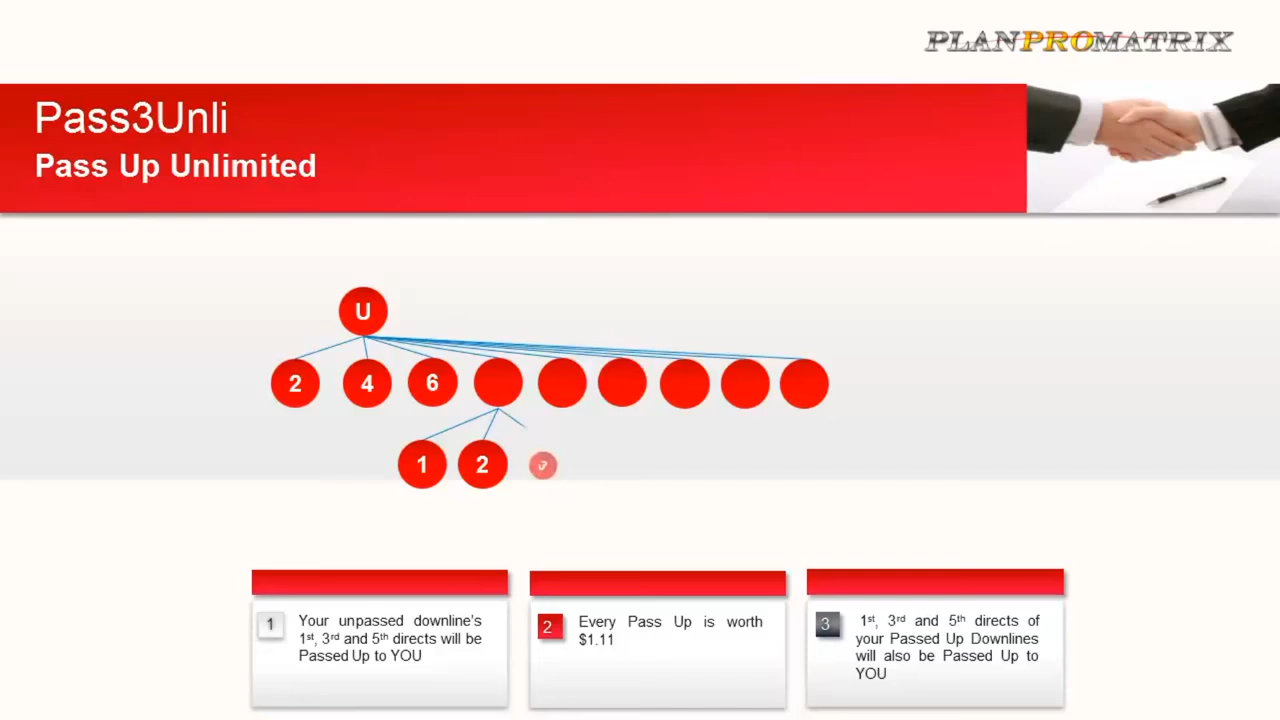 PLANPROMATRIX
Pass3Unli
Pass Up Unlimited
U
2 4 6
1 2
1 Your unpassed downline's
1st, 3rd and 5th directs will be
Passed Up to YOU
2 Every Pass Up is worth
$1.11
3 1st, 3rd and 5th directs of
your Passed Up Downlines
will also be Passed Up to
YOU